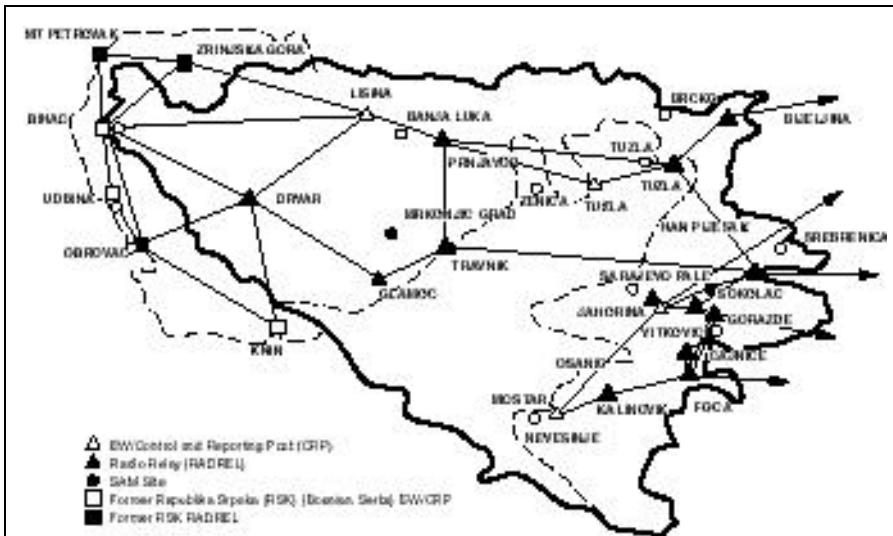 MT PETROVAK
ZRINJSKA GORA
LISINA
BIHAC
BANJA LUKA
BRCKO
BIJELJINA
PRNJAVOR
TUZLA
TUZLA
UDBINA
DRVAR
ZENICA
TUZLA
MRKONJIC GRAD
HAN PIJESAK
SREBRENICA
OBROVAC
TRAVNIK
SARAJEVO PALE
GLAMOC
SOKOLAC
JAHORINA
GORAZDE
VITKOVICI
KNIN
CAJNICE
OSANIC
MOSTAR
KALINOVIK
FOCA
NEVESINJE
EW/Control and Reporting Post (CRP)
Radio Relay (RADREL)
SAM Site
Former Republika Srpska (RSK) (Bosnian Serbs) EW/CRP
Former RSK RADREL